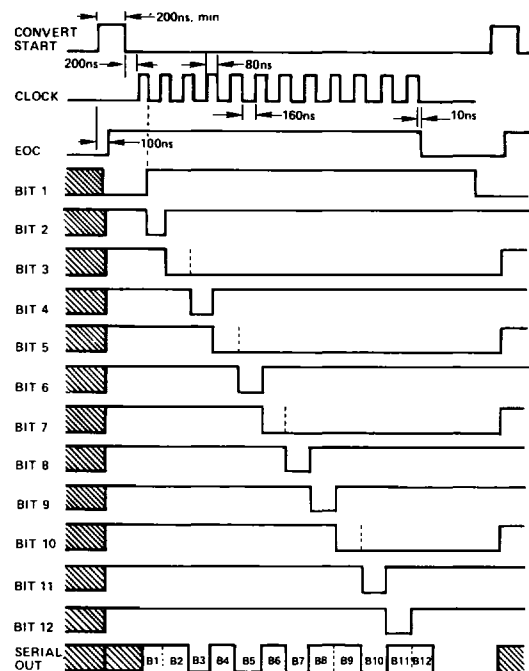 200ns, min
CONVERT
START
200ns
80ns
CLOCK
160ns
10ns
EOC
100ns
BIT 1
BIT 2
BIT 3
BIT 4
BIT 5
BIT 6
BIT 7
BIT 8
BIT 9
BIT 10
BIT 11
BIT 12
SERIAL
OUT
B1 B2 B3 B4 B5 B6 B7 B8 B9 B10 B11 B12